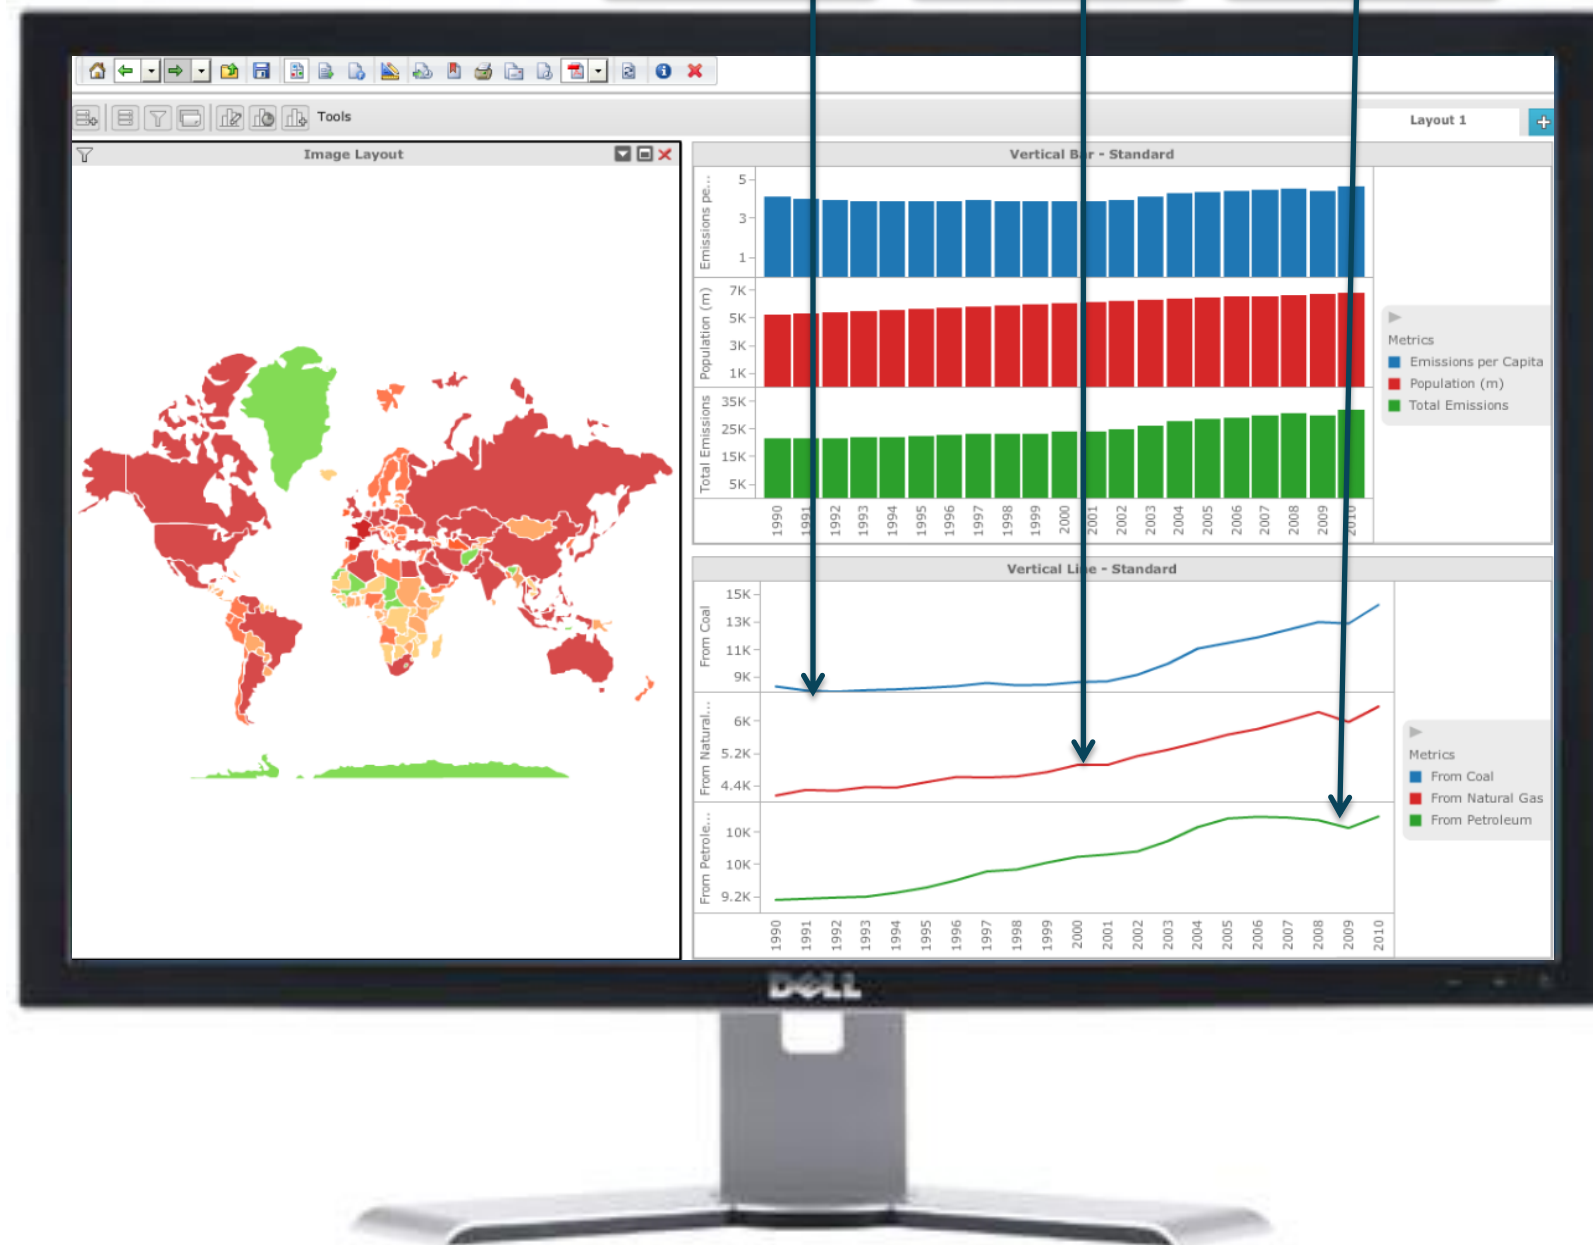 Tools
Layout 1
Image Layout
Vertical Bar - Standard
Emissions pe...
5
3
1
Population (m)
7K
5K
3K
1K
Total Emissions
35K
25K
15K
5K
1990
1991
1992
1993
1994
1995
1996
1997
1998
1999
2000
2001
2002
2003
2004
2005
2006
2007
2008
2009
2010
Metrics
Emissions per Capita
Population (m)
Total Emissions
Vertical Line - Standard
From Coal
15K
13K
11K
9K
From Natural...
6K
5.2K
4.4K
From Petrole...
10K
10K
9.2K
1990
1991
1992
1993
1994
1995
1996
1997
1998
1999
2000
2001
2002
2003
2004
2005
2006
2007
2008
2009
2010
Metrics
From Coal
From Natural Gas
From Petroleum
DELL